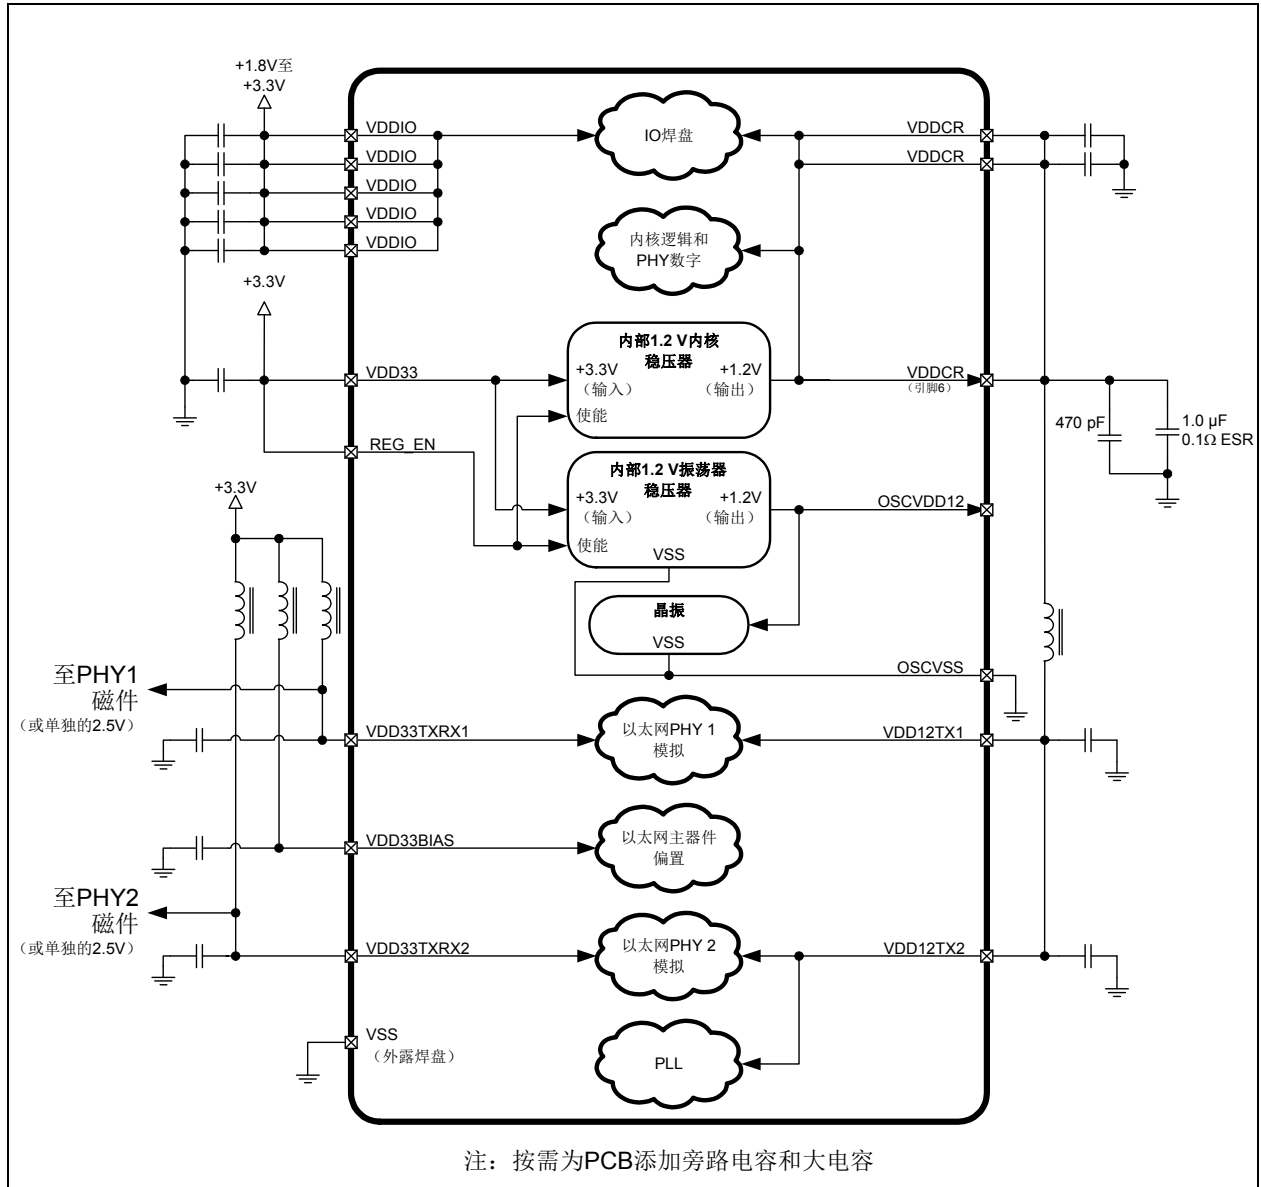 +1.8V至
+3.3V
VDDIO
VDDIO
VDDIO
VDDIO
VDDIO
IO焊盘
VDDCR
VDDCR
内核逻辑和
PHY数字
+3.3V
VDD33
内部1.2 V内核
稳压器
+3.3V
（输入）
+1.2V
（输出）
使能
VDDCR
（引脚6）
470 pF
1.0 µF
0.1Ω ESR
REG_EN
内部1.2 V振荡器
稳压器
+3.3V
（输入）
+1.2V
（输出）
使能
VSS
OSCVDD12
+3.3V
晶振
VSS
OSCVSS
至PHY1
磁件
（或单独的2.5V）
VDD33TXRX1
以太网PHY 1
模拟
VDD12TX1
VDD33BIAS
以太网主器件
偏置
至PHY2
磁件
（或单独的2.5V）
VDD33TXRX2
以太网PHY 2
模拟
VDD12TX2
VSS
（外露焊盘）
PLL
注：按需为PCB添加旁路电容和大电容